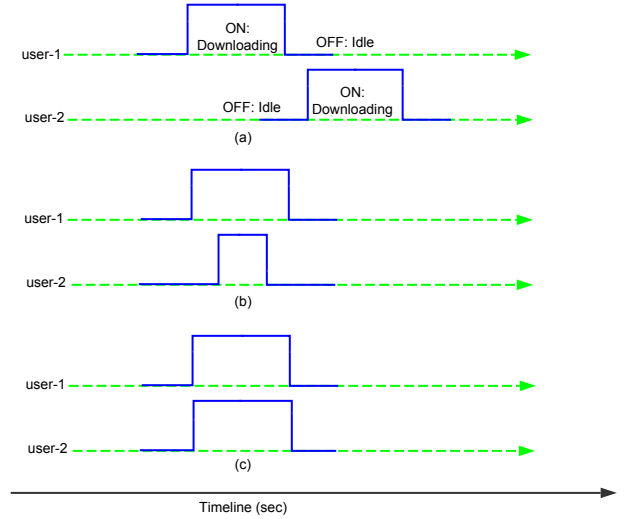 ON:
Downloading
OFF: Idle
user-1
ON:
Downloading
OFF: Idle
user-2
(a)
user-1
user-2
(b)
user-1
user-2
(c)
Timeline (sec)